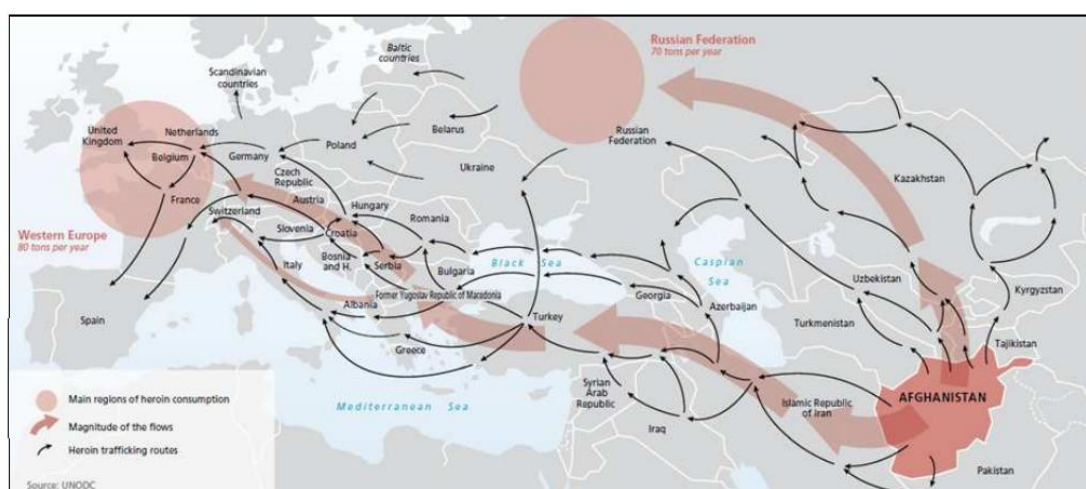 Russian Federation
70 tons per year
Baltic
countries
Scandinavian
countries
United
Kingdom
Netherlands
Belgium
Germany
Poland
Belarus
Russian
Federation
Ukraine
Czech
Republic
Kazakhstan
France
Austria
Hungary
Switzerland
Romania
Western Europe
80 tons per year
Slovenia
Croatia
Italy
Bosnia
and H.
Serbia
Bulgaria
Black Sea
Caspian
Sea
Uzbekistan
Kyrgyzstan
Former Yugoslav Republic of Macedonia
Georgia
Azerbaijan
Albania
Spain
Turkey
Turkmenistan
Tajikistan
Greece
Syrian
Arab
Republic
Islamic Republic
of Iran
AFGHANISTAN
Mediterranean Sea
Iraq
Pakistan
Main regions of heroin consumption
Magnitude of the flows
Heroin trafficking routes
Source: UNODC